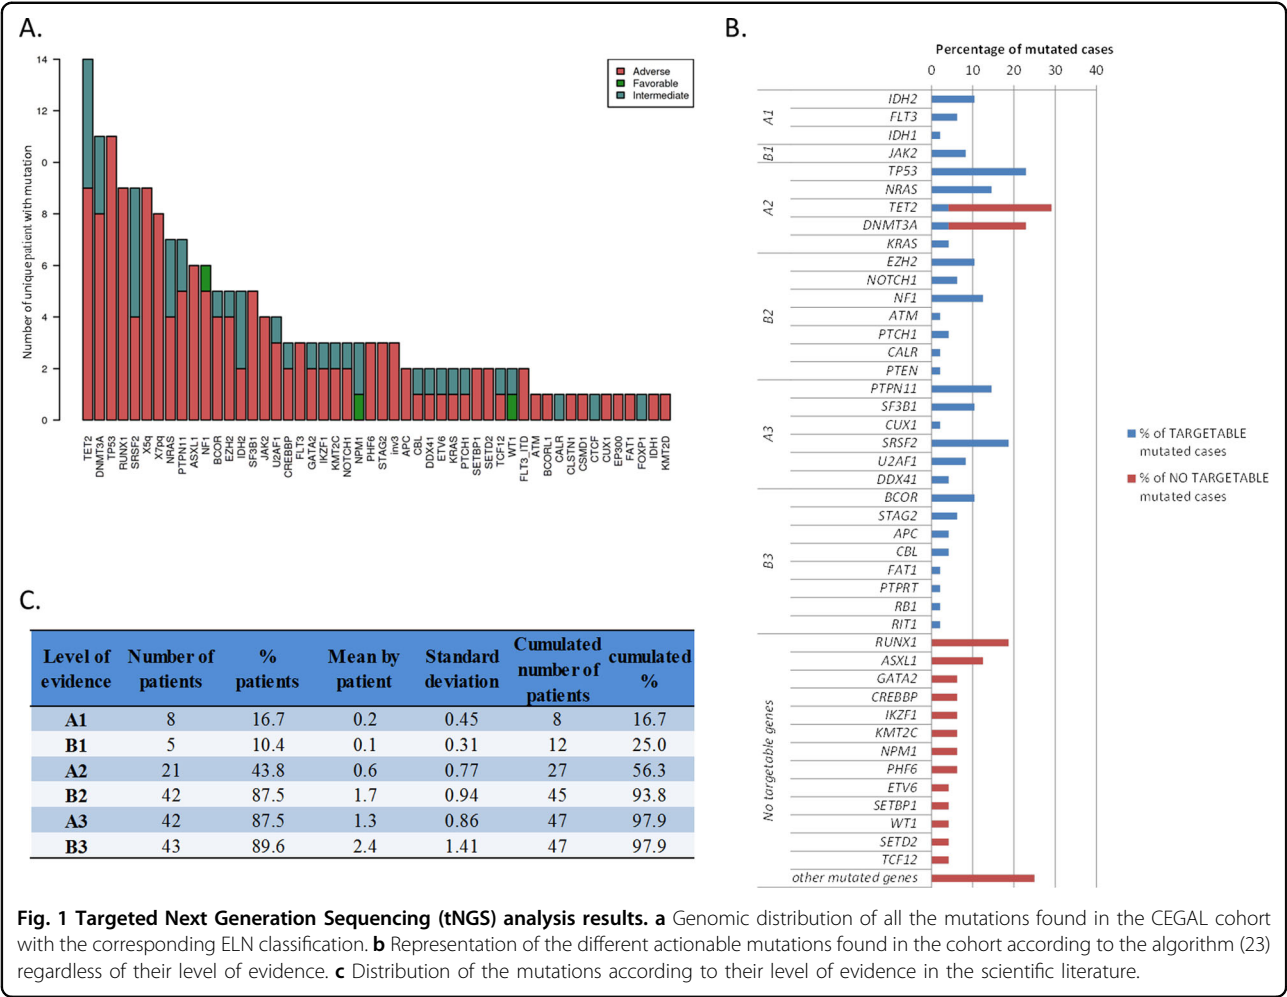 A.
14
12
0
8
6
4
2
0
Number of unique patient with mutation
Adverse
Favorable
Intermediate
TET2
DNMT3A
TP53
RUNX1
SRSF2
X5q
X7pq
NRAS
PTPN11
ASXL1
NF1
BCOR
EZH2
IDH2
SF3B1
JAK2
U2AF1
CREBBP
FLT3
GATA2
IKZF1
KMT2C
NOTCH1
NPM1
PHF6
STAG2
inv3
APC
CBL
DDX41
ETV6
KRAS
PTCH1
SETBP1
SETD2
TCF12
WT1
FLT3_ITD
ATM
BCORL1
CALR
CLSTN1
CSMD1
CTCF
CUX1
EP300
FAT1
FOXP1
IDH1
KMT2D
B.
Percentage of mutated cases
0 10 20 30 40
A1
IDH2
FLT3
IDH1
B1
JAK2
A2
TP53
NRAS
TET2
DNMT3A
KRAS
B2
EZH2
NOTCH1
NF1
ATM
PTCH1
CALR
PTEN
A3
PTPN11
SF3B1
CUX1
SRSF2
U2AF1
DDX41
B3
BCOR
STAG2
APC
CBL
FAT1
PTPRT
RB1
RIT1
No targetable genes
RUNX1
ASXL1
GATA2
CREBBP
IKZF1
KMT2C
NPM1
PHF6
ETV6
SETBP1
WT1
SETD2
TCF12
other mutated genes
% of TARGETABLE
mutated cases
% of NO TARGETABLE
mutated cases
C.
Level of evidence Number of patients % patients Mean by patient Standard deviation Cumulated number of patients cumulated %
A1 8 16.7 0.2 0.45 8 16.7
B1 5 10.4 0.1 0.31 12 25.0
A2 21 43.8 0.6 0.77 27 56.3
B2 42 87.5 1.7 0.94 45 93.8
A3 42 87.5 1.3 0.86 47 97.9
B3 43 89.6 2.4 1.41 47 97.9
Fig. 1 Targeted Next Generation Sequencing (tNGS) analysis results. a Genomic distribution of all the mutations found in the CEGAL cohort
with the corresponding ELN classification. b Representation of the different actionable mutations found in the cohort according to the algorithm (23)
regardless of their level of evidence. c Distribution of the mutations according to their level of evidence in the scientific literature.